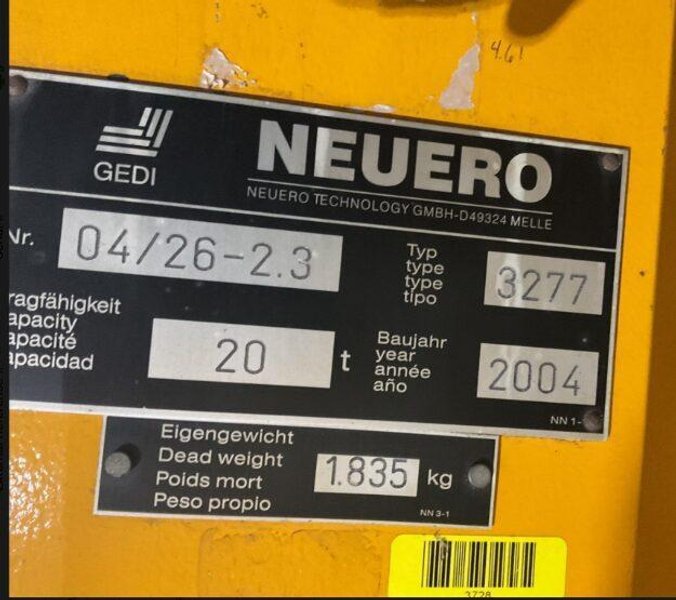 4.61
GEDI
NEUERO
NEUERO TECHNOLOGY GMBH-D49324 MELLE
Nr. 04/26-2.3
Typ
type
type
tipo
3277
ragfähigkeit
apacity
apacité
apacidad
20 t
Baujahr
year
année
año
2004
NN 1-
Eigengewicht
Dead weight
Poids mort
Peso propio
1.835 kg
NN 3-1
3728